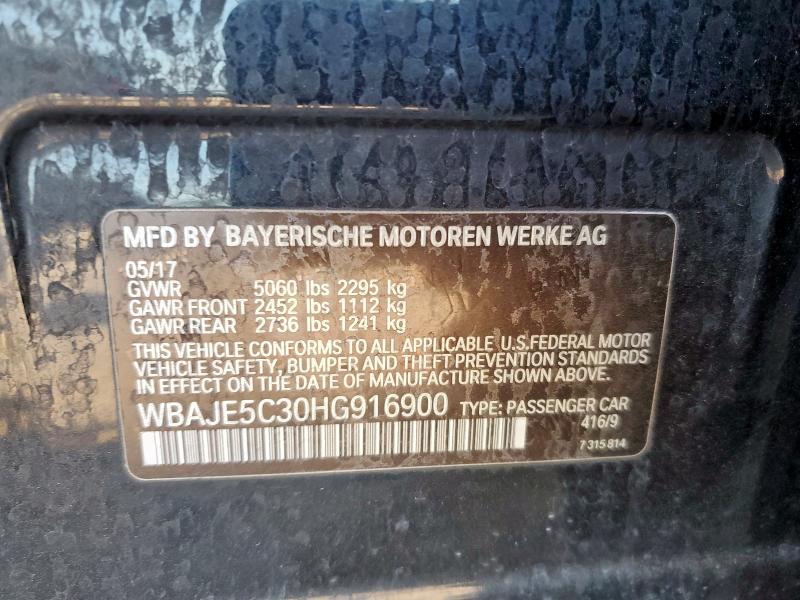 MFD BY BAYERISCHE MOTOREN WERKE AG
05/17
GVWR 5060 lbs 2295 kg
GAWR FRONT 2452 lbs 1112 kg
GAWR REAR 2736 lbs 1241 kg
THIS VEHICLE CONFORMS TO ALL APPLICABLE U.S.FEDERAL MOTOR
VEHICLE SAFETY, BUMPER AND THEFT PREVENTION STANDARDS
IN EFFECT ON THE DATE OF MANUFACTURE SHOWN ABOVE.
WBAJE5C30HG916900 TYPE: PASSENGER CAR
416/9
7 315 814